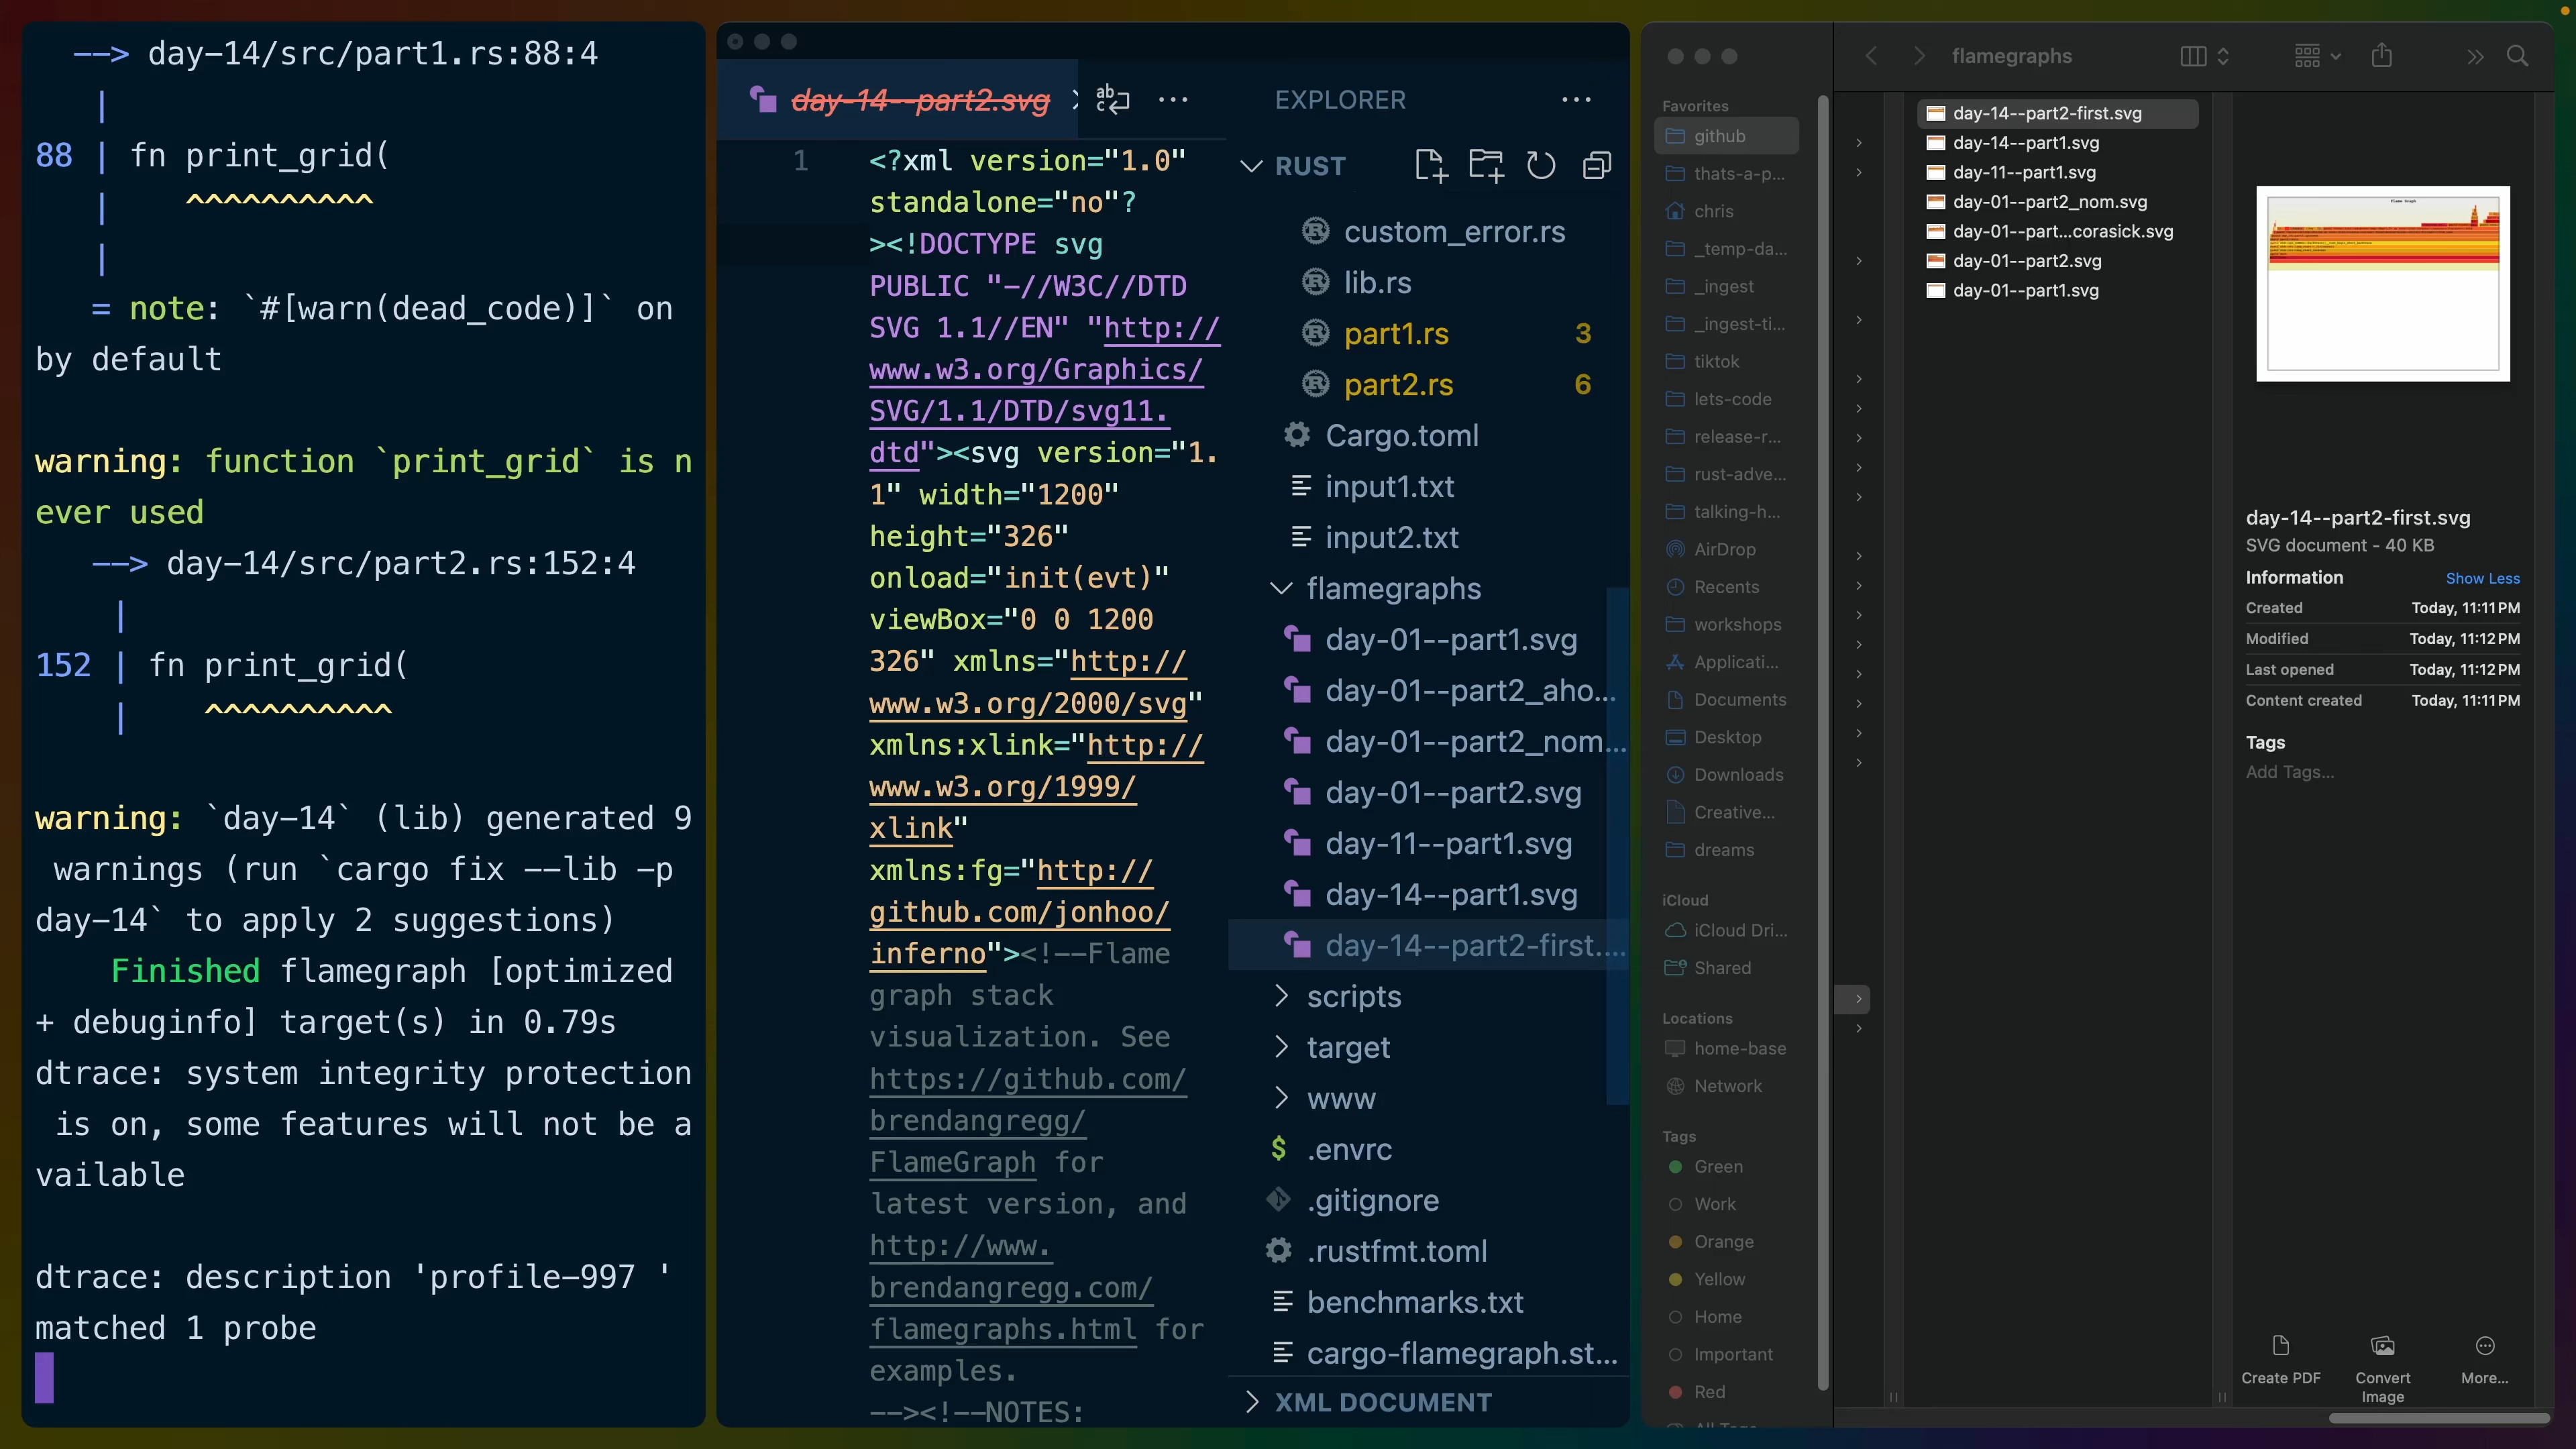 --> day-14/src/part1.rs:88:4
|
88 | fn print_grid(
| ^^^^^^^^^^
|
= note: `#[warn(dead_code)]` on
by default
warning: function `print_grid` is n
ever used
--> day-14/src/part2.rs:152:4
|
152 | fn print_grid(
| ^^^^^^^^^^
warning: `day-14` (lib) generated 9
warnings (run `cargo fix --lib -p
day-14` to apply 2 suggestions)
Finished flamegraph [optimized
+ debuginfo] target(s) in 0.79s
dtrace: system integrity protection
is on, some features will not be a
vailable
dtrace: description 'profile-997 '
matched 1 probe
day-14--part2.svg
1 <?xml version="1.0"
standalone="no"?
><!DOCTYPE svg
PUBLIC "-//W3C//DTD
SVG 1.1//EN" "http://
www.w3.org/Graphics/
SVG/1.1/DTD/svg11.
dtd"><svg version="1.
1" width="1200"
height="326"
onload="init(evt)"
viewBox="0 0 1200
326" xmlns="http://
www.w3.org/2000/svg"
xmlns:xlink="http://
www.w3.org/1999/
xlink"
xmlns:fg="http://
github.com/jonhoo/
inferno"><!--Flame
graph stack
visualization. See
https://github.com/
brendangregg/
FlameGraph for
latest version, and
http://www.
brendangregg.com/
flamegraphs.html for
examples.
--><!--NOTES:
EXPLORER
RUST
custom_error.rs
lib.rs
part1.rs 3
part2.rs 6
Cargo.toml
input1.txt
input2.txt
flamegraphs
day-01--part1.svg
day-01--part2_aho...
day-01--part2_nom...
day-01--part2.svg
day-11--part1.svg
day-14--part1.svg
day-14--part2-first....
scripts
target
www
.envrc
.gitignore
.rustfmt.toml
benchmarks.txt
cargo-flamegraph.st...
XML DOCUMENT
Favorites
github
thats-a-p...
chris
_temp-da...
_ingest
_ingest-ti...
tiktok
lets-code
release-r...
rust-adve...
talking-h...
AirDrop
Recents
workshops
Applicati...
Documents
Desktop
Downloads
Creative...
dreams
iCloud
iCloud Dri...
Shared
Locations
home-base
Network
Tags
Green
Work
Orange
Yellow
Home
Important
Red
flamegraphs
day-14--part2-first.svg
day-14--part1.svg
day-11--part1.svg
day-01--part2_nom.svg
day-01--part...corasick.svg
day-01--part2.svg
day-01--part1.svg
day-14--part2-first.svg
SVG document - 40 KB
Information Show Less
Created Today, 11:11 PM
Modified Today, 11:12 PM
Last opened Today, 11:12 PM
Content created Today, 11:11 PM
Tags
Add Tags...
Create PDF
Convert
Image
More...